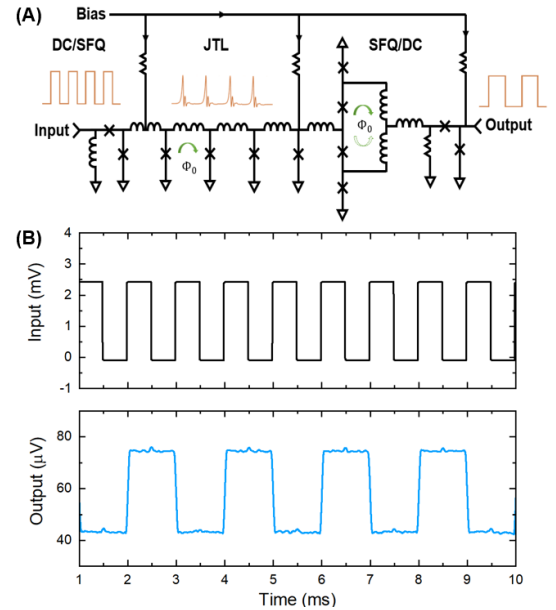 (A)
Bias
DC/SFQ
JTL
SFQ/DC
Φ₀
Input
Output
Φ₀
(B)
4
3
2
1
0
-1
Input (mV)
80
60
40
Output (μV)
1 2 3 4 5 6 7 8 9 10
Time (ms)